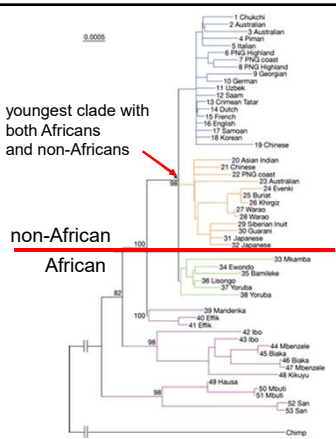 0.0005
1 Chukchi
2 Australian
3 Australian
4 Piman
5 Italian
6 PNG Highland
7 PNG coast
8 PNG Highland
9 Georgian
10 German
11 Uzbek
12 Saam
13 Crimean Tatar
14 Dutch
15 French
16 English
17 Samoan
18 Korean
19 Chinese
youngest clade with
both Africans
and non-Africans
20 Asian Indian
21 Chinese
22 PNG coast
23 Australian
24 Evenki
25 Buriat
26 Khirgiz
27 Warao
28 Warao
29 Siberian Inuit
30 Guarani
31 Japanese
32 Japanese
98
non-African
100
African
33 Mkamba
34 Ewondo
35 Bamileke
36 Lisongo
37 Yoruba
38 Yoruba
82
100
39 Mandenka
40 Effik
41 Effik
98
42 Ibo
43 Ibo
44 Mbenzele
45 Biaka
46 Biaka
47 Mbenzele
48 Kikuyu
98
49 Hausa
50 Mbuti
51 Mbuti
52 San
53 San
Chimp